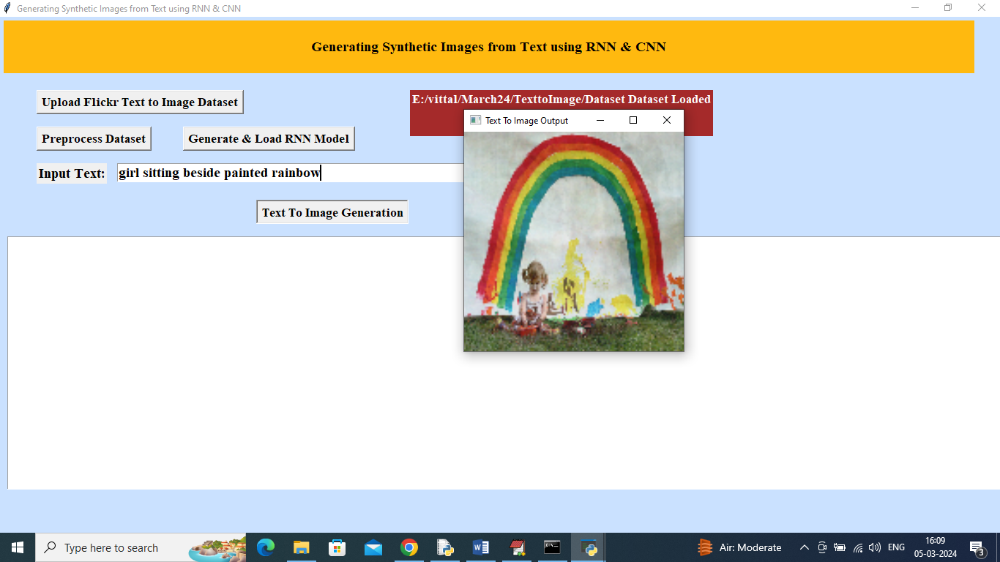 Generating Synthetic Images from Text using RNN & CNN
Generating Synthetic Images from Text using RNN & CNN
Upload Flickr Text to Image Dataset
E:/vittal/March24/TexttoImage/Dataset Dataset Loaded
Text To Image Output
Preprocess Dataset
Generate & Load RNN Model
Input Text:
girl sitting beside painted rainbow
Text To Image Generation
Type here to search
Air: Moderate
ENG
16:09
05-03-2024
3